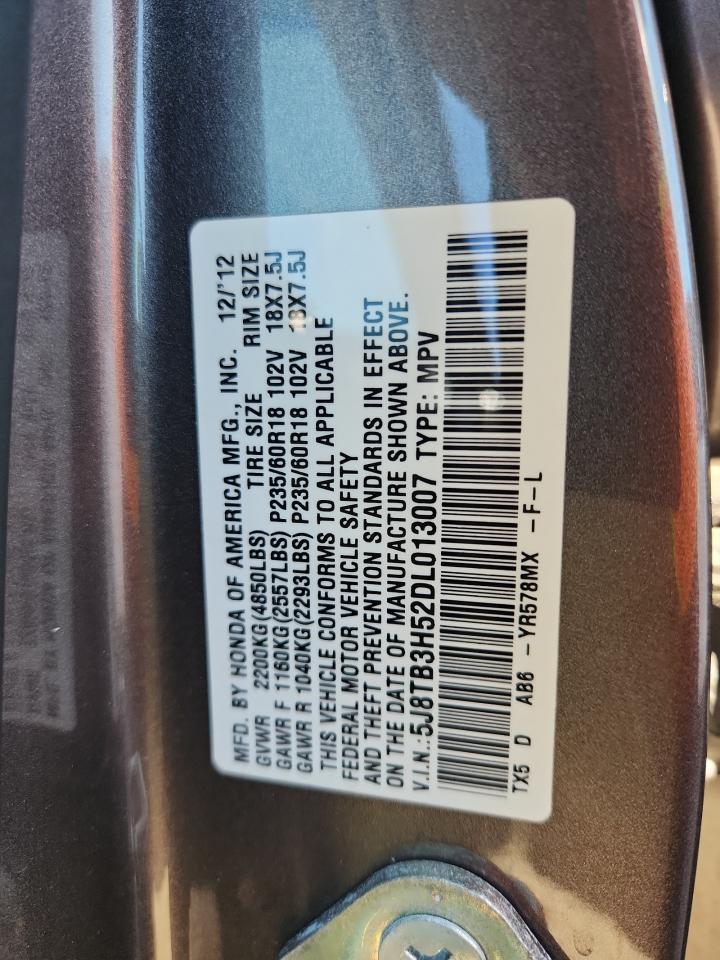 MFD. BY HONDA OF AMERICA MFG., INC. 12/'12
GVWR 2200KG(4850LBS) TIRE SIZE RIM SIZE
GAWR F 1160KG(2557LBS) P235/60R18 102V 18X7.5J
GAWR R 1040KG(2293LBS) P235/60R18 102V 18X7.5J
THIS VEHICLE CONFORMS TO ALL APPLICABLE
FEDERAL MOTOR VEHICLE SAFETY
AND THEFT PREVENTION STANDARDS IN EFFECT
ON THE DATE OF MANUFACTURE SHOWN ABOVE.
V.I.N.:5J8TB3H52DL013007 TYPE: MPV
TX5 D AB6 -YR578MX -F-L